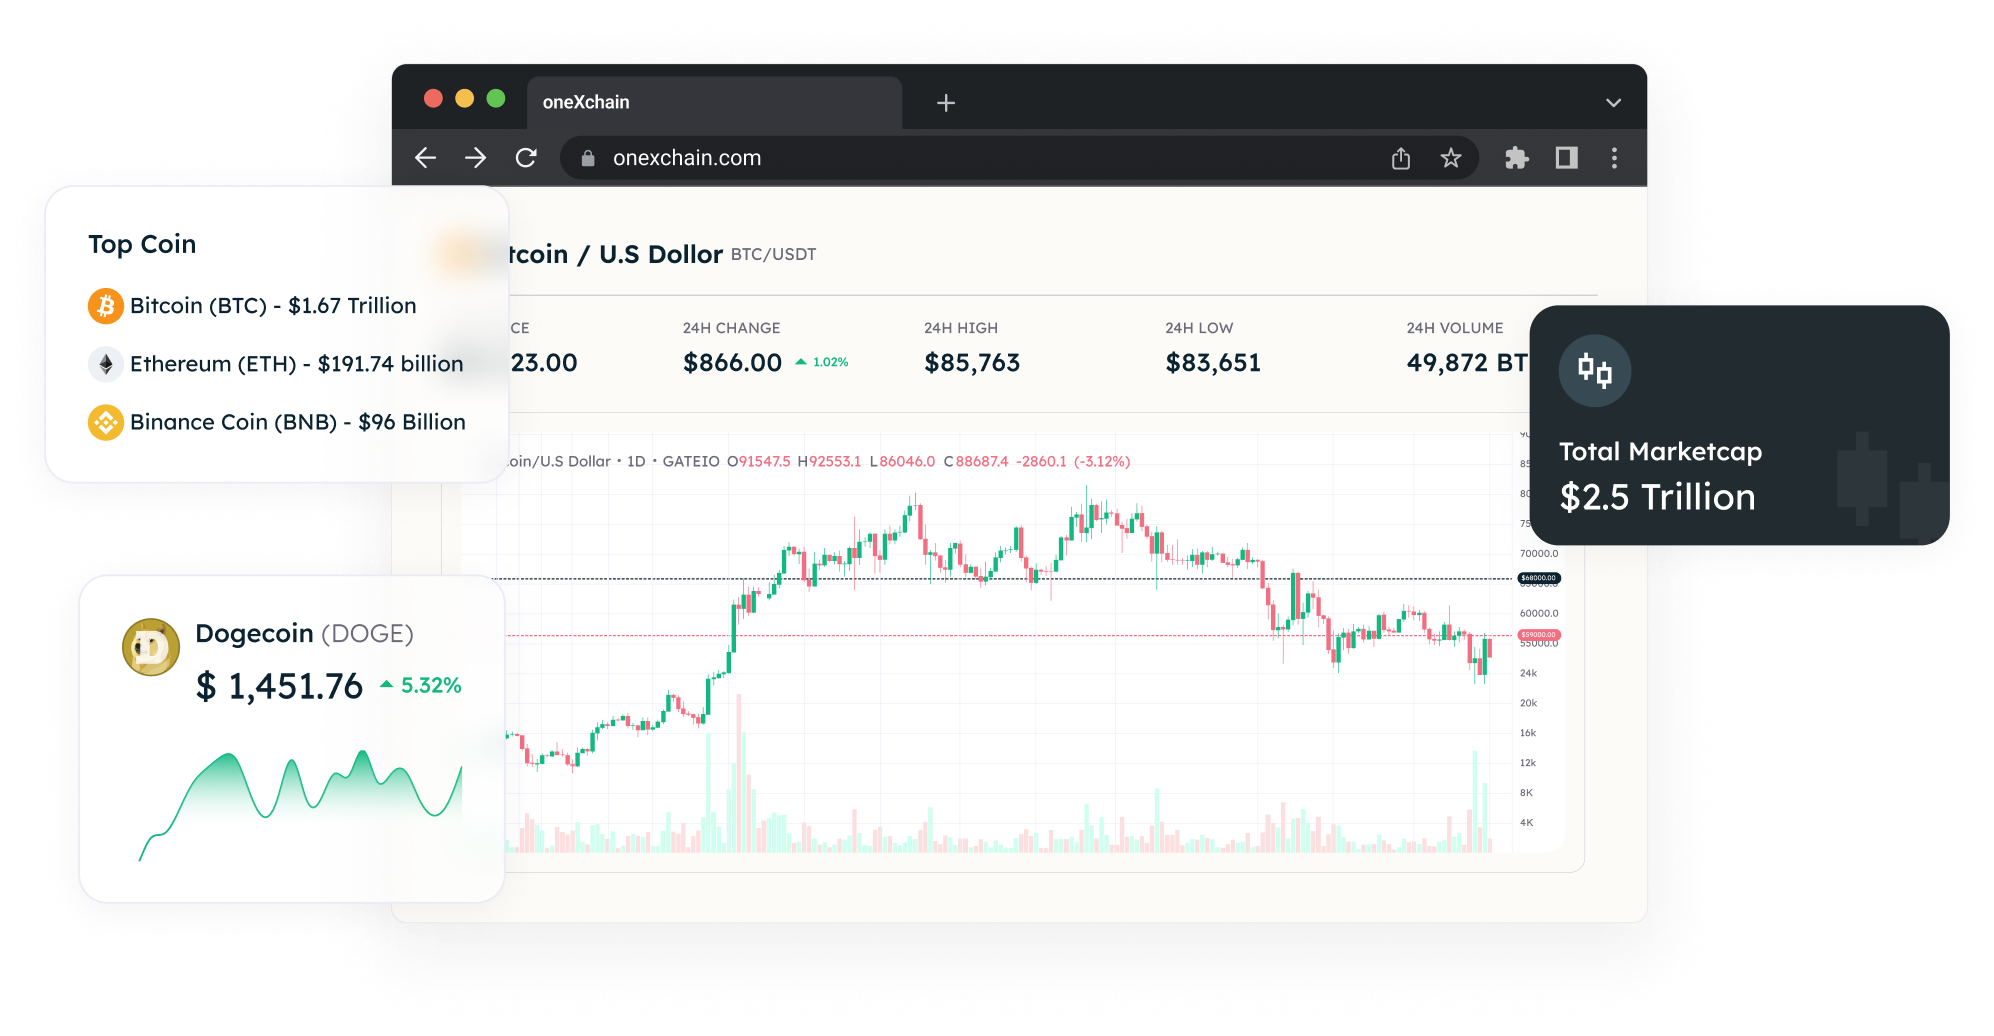 oneXchain
onexchain.com
Top Coin
Bitcoin (BTC) - $1.67 Trillion
Ethereum (ETH) - $191.74 billion
Binance Coin (BNB) - $96 Billion
tcoin / U.S Dollor BTC/USDT
CE
23.00
24H CHANGE
$866.00 1.02%
24H HIGH
$85,763
24H LOW
$83,651
24H VOLUME
49,872 BT
oin/U.S Dollar • 1D • GATEIO O91547.5 H92553.1 L86046.0 C88687.4 -2860.1 (-3.12%)
90
85
80
75
70000.0
$68000.00
60000.0
$59000.00
55000.0
24k
20k
16k
12k
8K
4K
Total Marketcap
$2.5 Trillion
Dogecoin (DOGE)
$ 1,451.76 5.32%